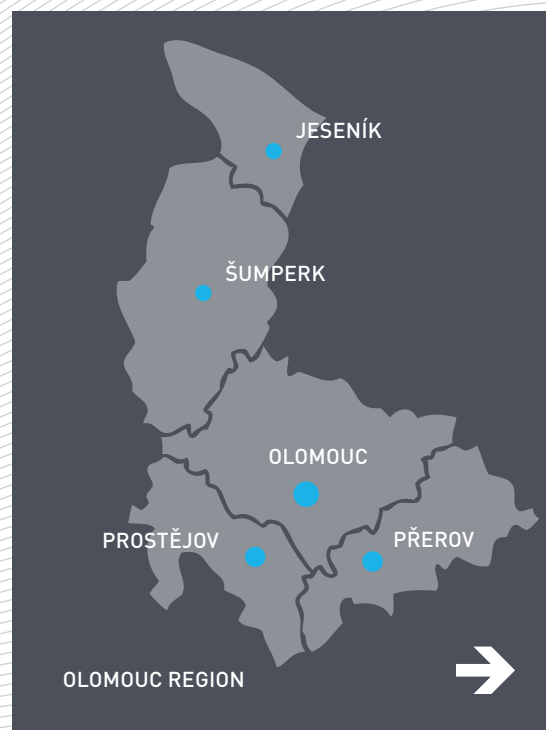 JESENÍK
ŠUMPERK
OLOMOUC
PROSTĚJOV
PŘEROV
OLOMOUC REGION